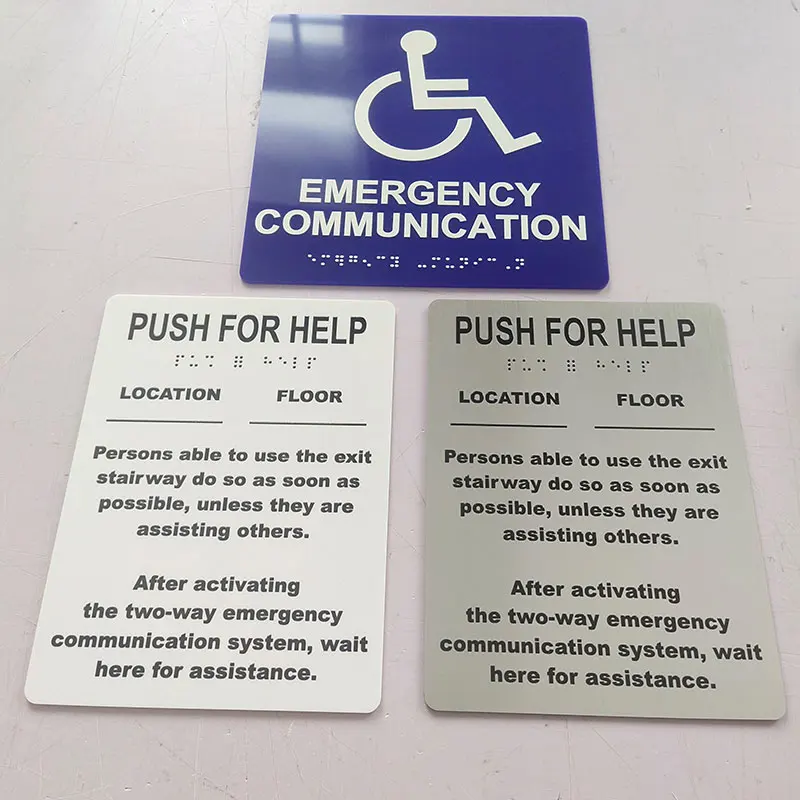 EMERGENCY
COMMUNICATION
PUSH FOR HELP
⠏⠥⠩ ⠿ ⠓⠑⠇⠏
LOCATION FLOOR
Persons able to use the exit
stairway do so as soon as
possible, unless they are
assisting others.
After activating
the two-way emergency
communication system, wait
here for assistance.
PUSH FOR HELP
⠏⠥⠩ ⠿ ⠓⠑⠇⠏
LOCATION FLOOR
Persons able to use the exit
stairway do so as soon as
possible, unless they are
assisting others.
After activating
the two-way emergency
communication system, wait
here for assistance.